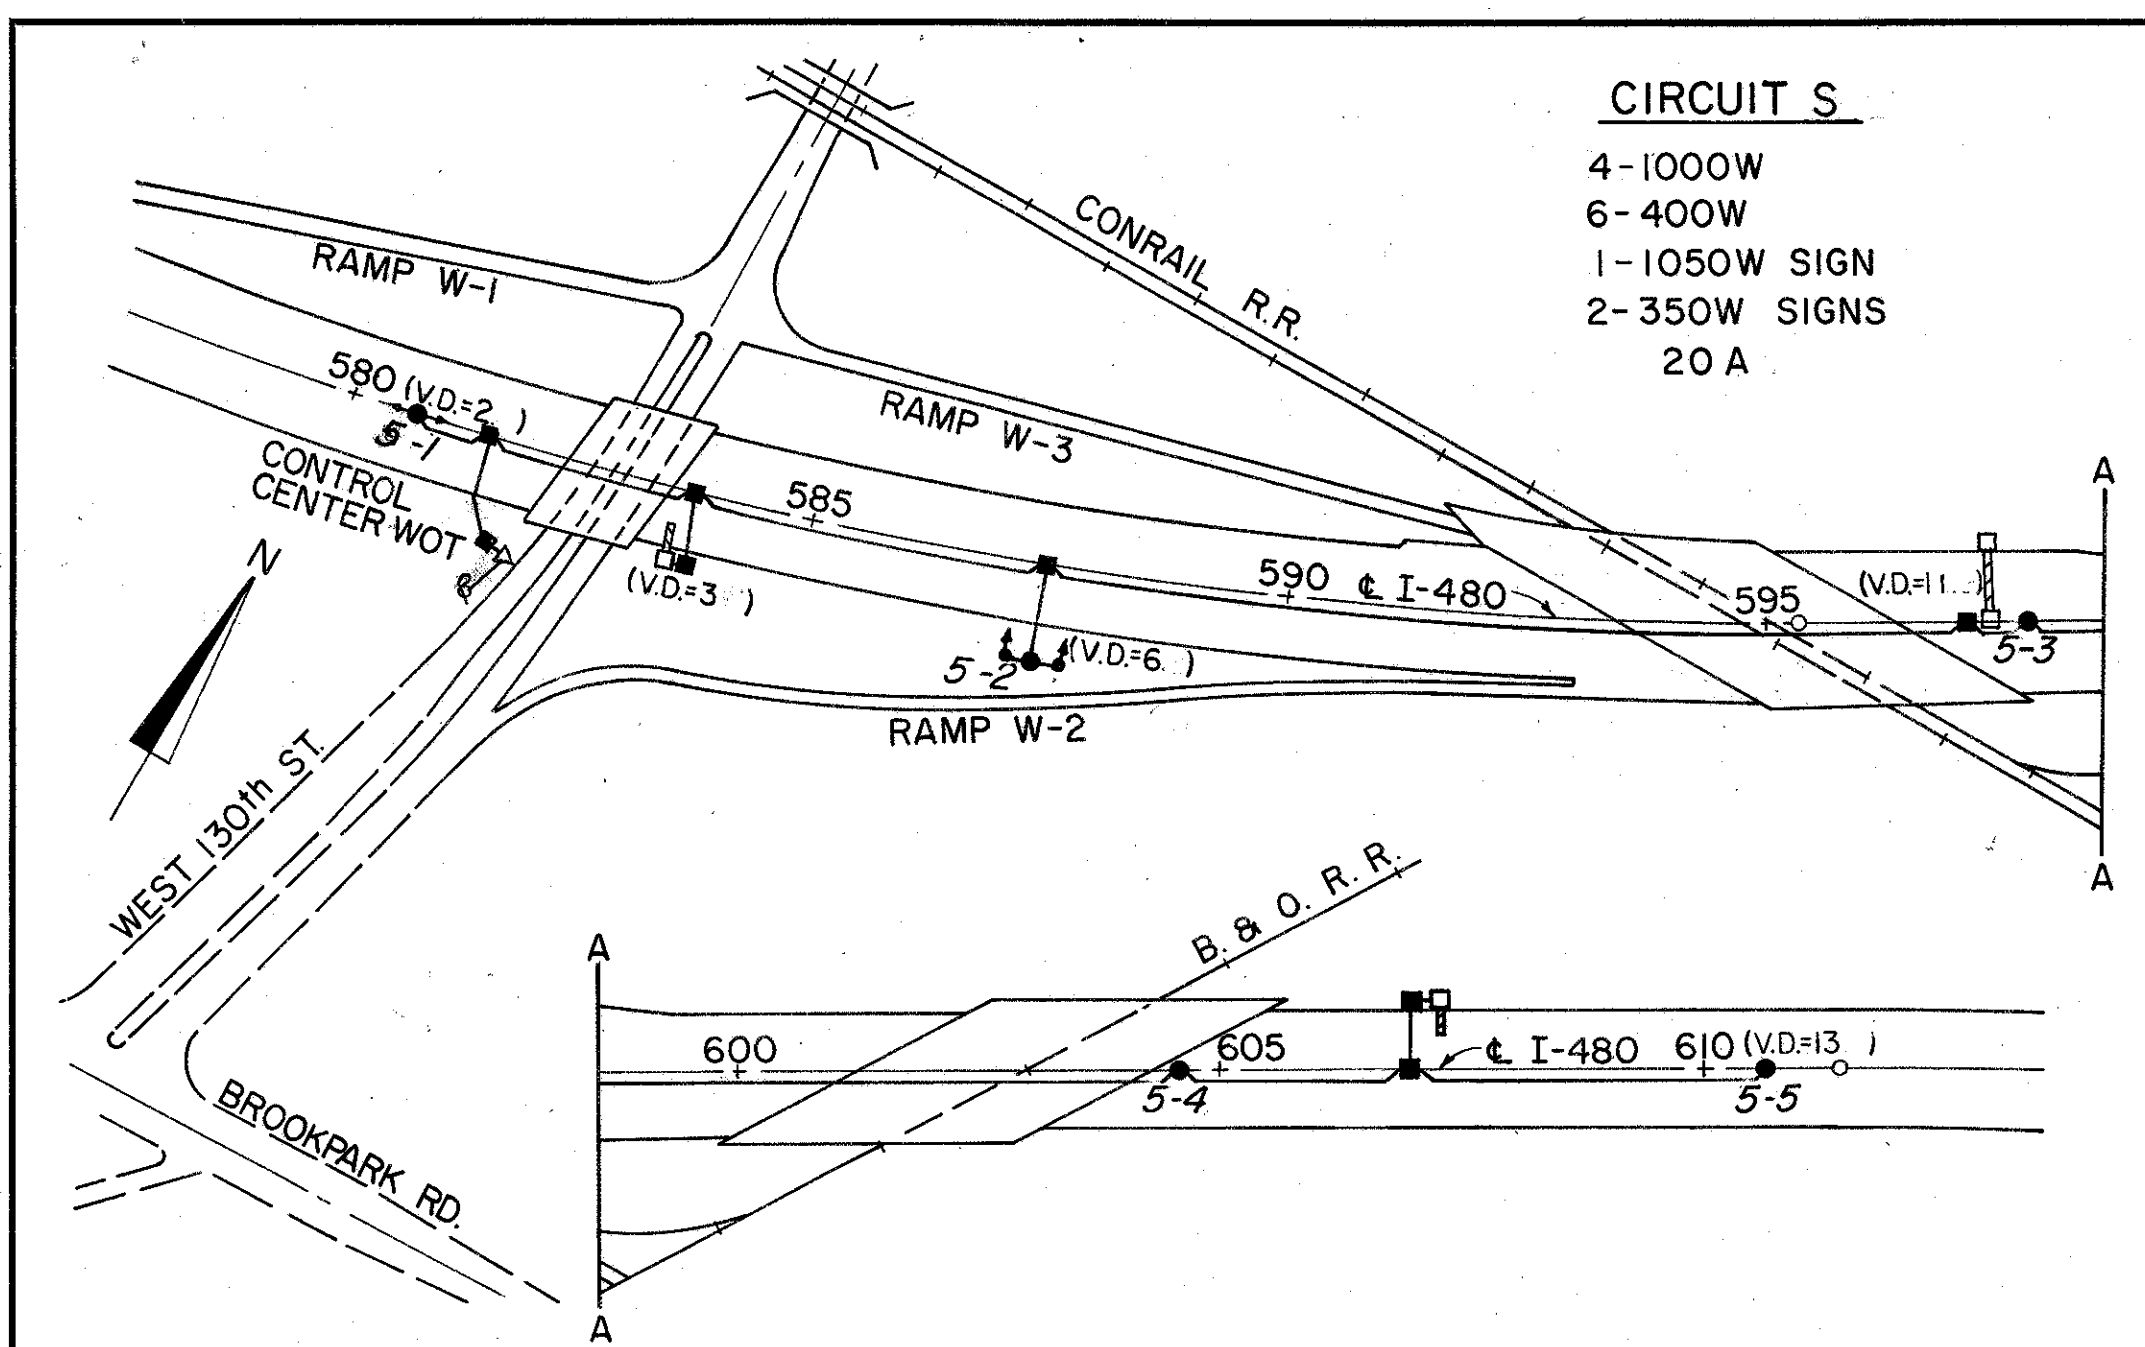 CIRCUIT S
4-1000W
6-400W
1-1050W SIGN
2-350W SIGNS
20 A
CONRAIL R.R.
RAMP W-1
580 (V.D.=2 )
5-1
CONTROL
CENTER WOT
RAMP W-3
585
(V.D.=3 )
N
590 ℄ I-480
595
(V.D.=11 )
5-3
A
5-2
(V.D.=6 )
RAMP W-2
WEST 130th ST.
A
B. & O. R. R.
A
600
605
℄ I-480
610 (V.D.=13 )
5-4
5-5
BROOKPARK RD.
A